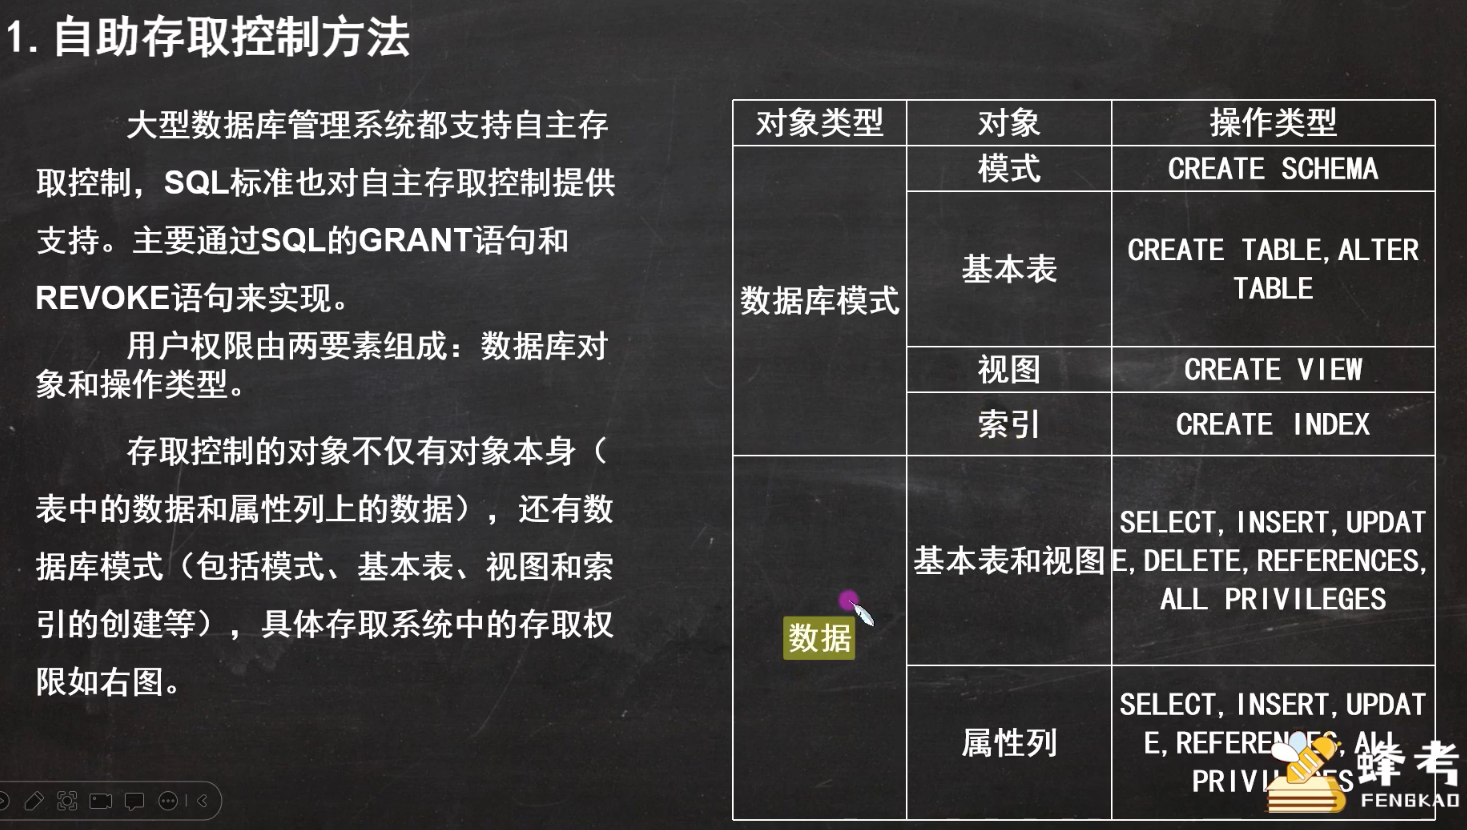 1.自助存取控制方法
大型数据库管理系统都支持自主存
取控制，SQL标准也对自主存取控制提供
支持。主要通过SQL的GRANT语句和
REVOKE语句来实现。
用户权限由两要素组成：数据库对
象和操作类型。
存取控制的对象不仅有对象本身（
表中的数据和属性列上的数据），还有数
据库模式（包括模式、基本表、视图和索
引的创建等），具体存取系统中的存取权
限如右图。
对象类型 对象 操作类型
数据库模式
模式 CREATE SCHEMA
基本表
CREATE TABLE,ALTER
TABLE
视图 CREATE VIEW
索引 CREATE INDEX
数据
基本表和视图
SELECT,INSERT,UPDAT
E,DELETE,REFERENCES,
ALL PRIVILEGES
属性列
SELECT,INSERT,UPDAT
E,REFERENCES,ALL
PRIVILEGES
蜂考
FENGKAO